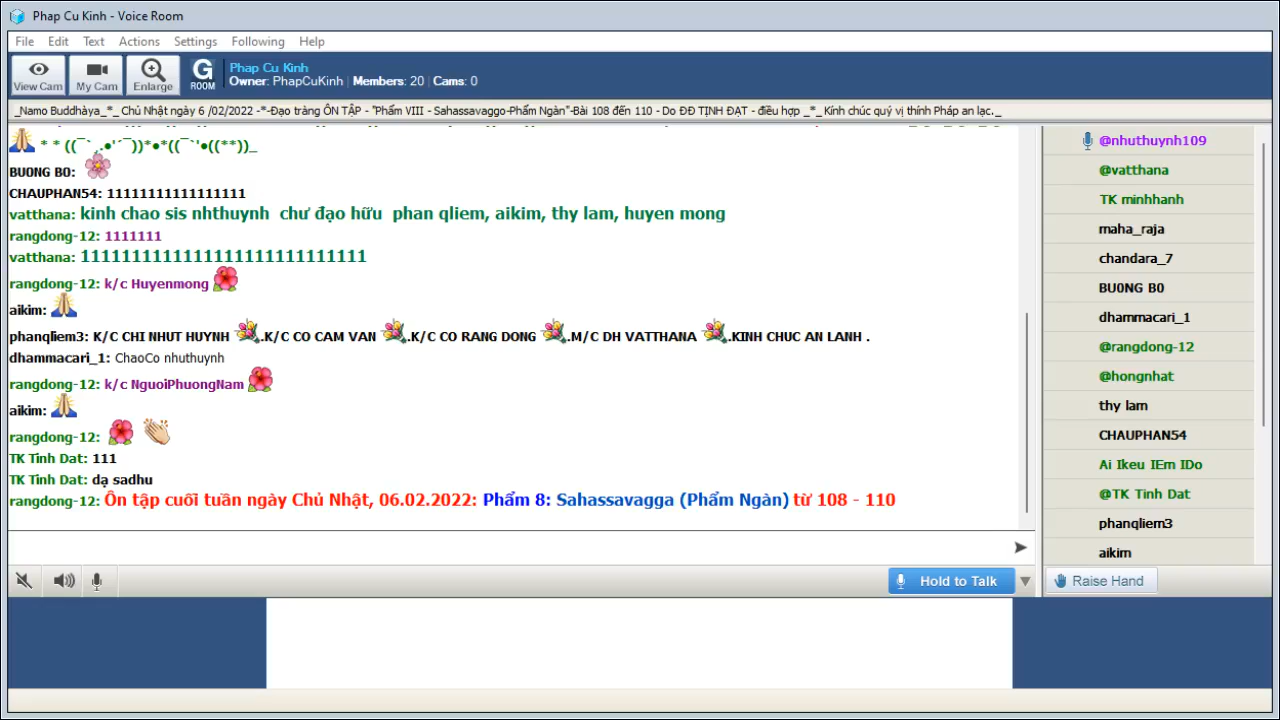 Phap Cu Kinh - Voice Room
File Edit Text Actions Settings Following Help
View Cam My Cam Enlarge G ROOM
Phap Cu Kinh
Owner: PhapCuKinh | Members: 20 | Cams: 0
_Namo Buddhàya_*_ Chủ Nhật ngày 6 /02/2022 -*-Đạo tràng ÔN TẬP - "Phẩm VIII - Sahassavaggo-Phẩm Ngàn"-Bài 108 đến 110 - Do ĐĐ TỊNH ĐẠT - điều hợp _*_ Kính chúc quý vị thính Pháp an lạc._
* * ((¯`¸.•'´¯))*•*((¯`'•((**))_
BU0NG B0:
CHAUPHAN54: 11111111111111111
vatthana: kinh chao sis nhthuynh chư đạo hữu phan qliem, aikim, thy lam, huyen mong
rangdong-12: 1111111
vatthana: 1111111111111111111111111111
rangdong-12: k/c Huyenmong
aikim:
phanqliem3: K/C CHI NHUT HUYNH .K/C CO CAM VAN .K/C CO RANG DONG .M/C DH VATTHANA .KINH CHUC AN LANH .
dhammacari_1: ChaoCo nhuthuynh
rangdong-12: k/c NguoiPhuongNam
aikim:
rangdong-12:
TK Tinh Dat: 111
TK Tinh Dat: dạ sadhu
rangdong-12: Ôn tập cuối tuần ngày Chủ Nhật, 06.02.2022: Phẩm 8: Sahassavagga (Phẩm Ngàn) từ 108 - 110
@nhuthuynh109
@vatthana
TK minhhanh
maha_raja
chandara_7
BU0NG B0
dhammacari_1
@rangdong-12
@hongnhat
thy lam
CHAUPHAN54
Ai Ikeu IEm IDo
@TK Tinh Dat
phanqliem3
aikim
Hold to Talk
Raise Hand